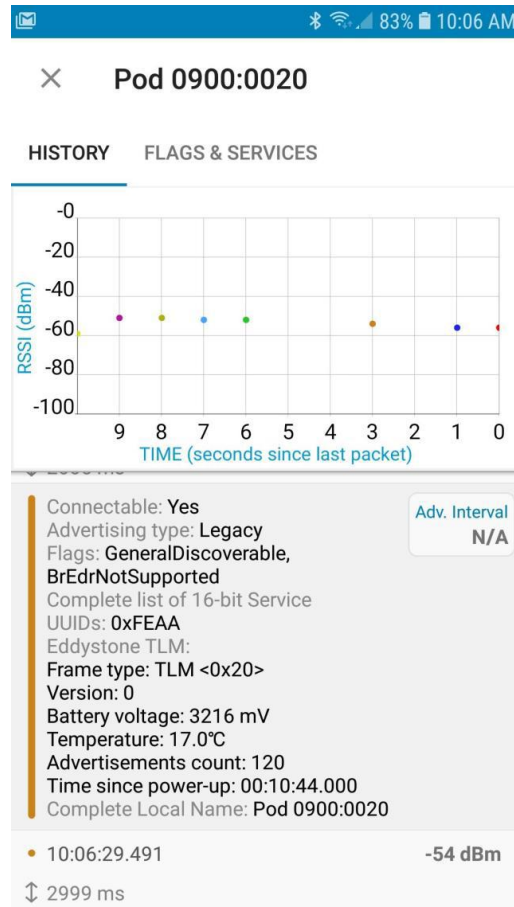 83% 10:06 AM
Pod 0900:0020
HISTORY FLAGS & SERVICES
RSSI (dBm)
-0
-20
-40
-60
-80
-100
9 8 7 6 5 4 3 2 1 0
TIME (seconds since last packet)
Connectable: Yes
Advertising type: Legacy
Flags: GeneralDiscoverable,
BrEdrNotSupported
Complete list of 16-bit Service
UUIDs: 0xFEAA
Eddystone TLM:
Frame type: TLM <0x20>
Version: 0
Battery voltage: 3216 mV
Temperature: 17.0℃
Advertisements count: 120
Time since power-up: 00:10:44.000
Complete Local Name: Pod 0900:0020
Adv. Interval
N/A
10:06:29.491 -54 dBm
2999 ms